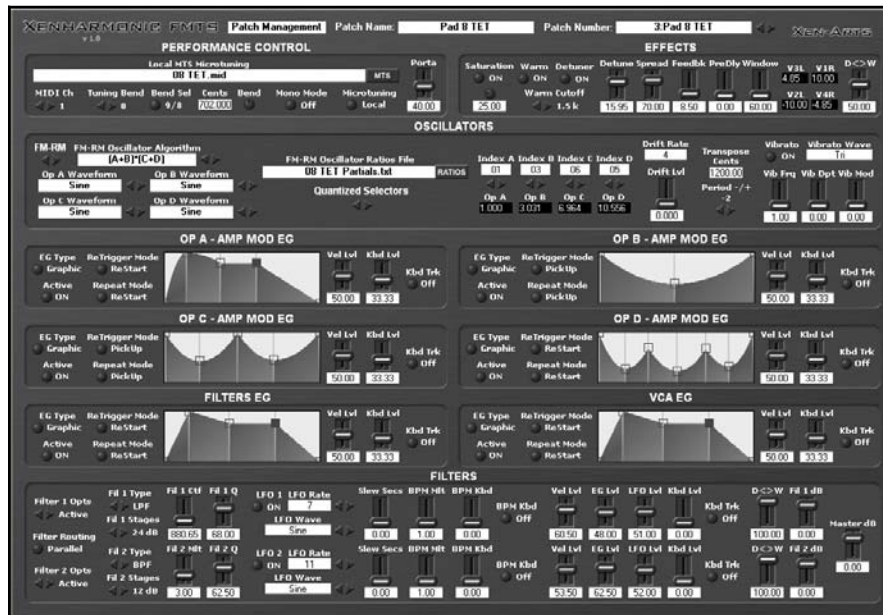 XENHARMONIC FMTS
v 1.0
Patch Management
Patch Name:
Pad 8 TET
Patch Number:
3:Pad 8 TET
XEN-ARTS
PERFORMANCE CONTROL
Local MTS Microtuning
08 TET.mid
MTS
Porta
MIDI Ch Tuning Bend Bend Sel Cents Bend Mono Mode Microtuning
1 8 9/8 702.000 Off Local 40.00
EFFECTS
Saturation Warm Detuner Detune Spread Feedbk PreDly Window V3L V1R D<>W
ON ON ON 4.85 10.00
Warm Cutoff V2L V4R
25.00 1.5 k 15.95 70.00 8.50 0.00 60.00 -10.00 -4.85 50.00
OSCILLATORS
FM-RM FM-RM Oscillator Algorithm
[A+B]*[C+D]
Op A Waveform Op B Waveform
Sine Sine
Op C Waveform Op D Waveform
Sine Sine
FM-RM Oscillator Ratios File
08 TET Partials.txt RATIOS
Quantized Selectors
Index A Index B Index C Index D
01 03 06 05
Op A Op B Op C Op D
1.000 3.031 6.964 10.556
Drift Rate
4
Drift Lvl
0.000
Transpose
Cents
1200.00
Period -/+
-2
Vibrato Vibrato Wave
ON Tri
Vib Frq Vib Dpt Vib Mod
1.00 0.00 0.00
OP A - AMP MOD EG
EG Type ReTrigger Mode Vel Lvl Kbd Lvl
Graphic ReStart Kbd Trk
Active Repeat Mode Off
ON ReStart 50.00 33.33
OP B - AMP MOD EG
EG Type ReTrigger Mode Vel Lvl Kbd Lvl
Graphic PickUp Kbd Trk
Active Repeat Mode Off
ON PickUp 50.00 33.33
OP C - AMP MOD EG
EG Type ReTrigger Mode Vel Lvl Kbd Lvl
Graphic PickUp Kbd Trk
Active Repeat Mode Off
ON PickUp 50.00 33.33
OP D - AMP MOD EG
EG Type ReTrigger Mode Vel Lvl Kbd Lvl
Graphic ReStart Kbd Trk
Active Repeat Mode Off
ON ReStart 50.00 33.33
FILTERS EG
EG Type ReTrigger Mode Vel Lvl Kbd Lvl
Graphic ReStart Kbd Trk
Active Repeat Mode Off
ON ReStart 50.00 33.33
VCA EG
EG Type ReTrigger Mode Vel Lvl Kbd Lvl
Graphic ReStart Kbd Trk
Active Repeat Mode Off
ON ReStart 50.00 33.33
FILTERS
Filter 1 Opts
Active
Filter Routing
Parallel
Filter 2 Opts
Active
Fil 1 Type Fil 1 Ctf Fil 1 Q LFO 1 LFO Rate Slew Secs BPM Mlt BPM Kbd Vel Lvl EG Lvl LFO Lvl Kbd Lvl D<>W Fil 1 dB
LPF ON 7 BPM Kbd Kbd Trk
Fil 1 Stages LFO Wave Off Off
24 dB 880.65 68.00 Sine 0.00 1.00 0.00 60.50 48.00 51.00 0.00 100.00 0.00
Fil 2 Type Fil 2 Mlt Fil 2 Q LFO 2 LFO Rate Slew Secs BPM Mlt BPM Kbd Vel Lvl EG Lvl LFO Lvl Kbd Lvl D<>W Fil 2 dB
BPF ON 11 BPM Kbd Kbd Trk
Fil 2 Stages LFO Wave Off Off
12 dB 3.00 62.50 Sine 0.00 1.00 0.00 53.50 62.50 52.00 0.00 100.00 0.00
Master dB
0.00